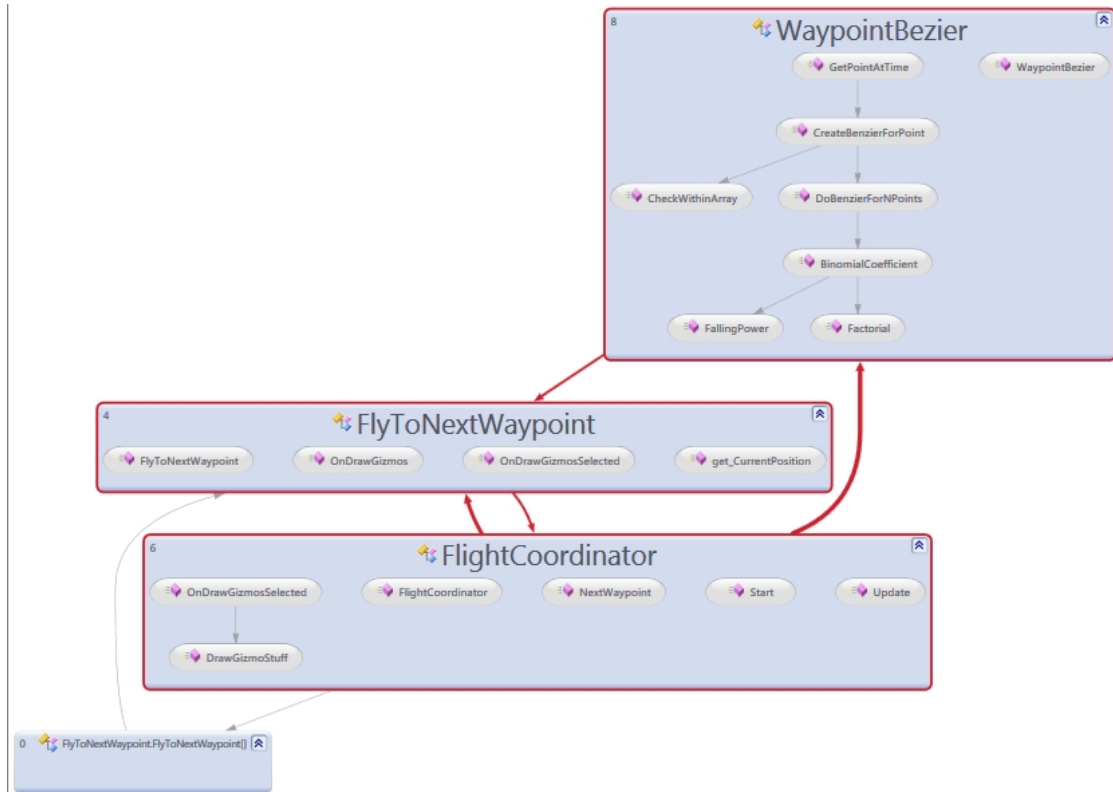 8
WaypointBezier
GetPointAtTime
WaypointBezier
CreateBenzierForPoint
CheckWithinArray
DoBenzierForNPoints
BinomialCoefficient
FallingPower
Factorial
4
FlyToNextWaypoint
FlyToNextWaypoint
OnDrawGizmos
OnDrawGizmosSelected
get_CurrentPosition
6
FlightCoordinator
OnDrawGizmosSelected
FlightCoordinator
NextWaypoint
Start
Update
DrawGizmoStuff
0
FlyToNextWaypoint.FlyToNextWaypoint[]